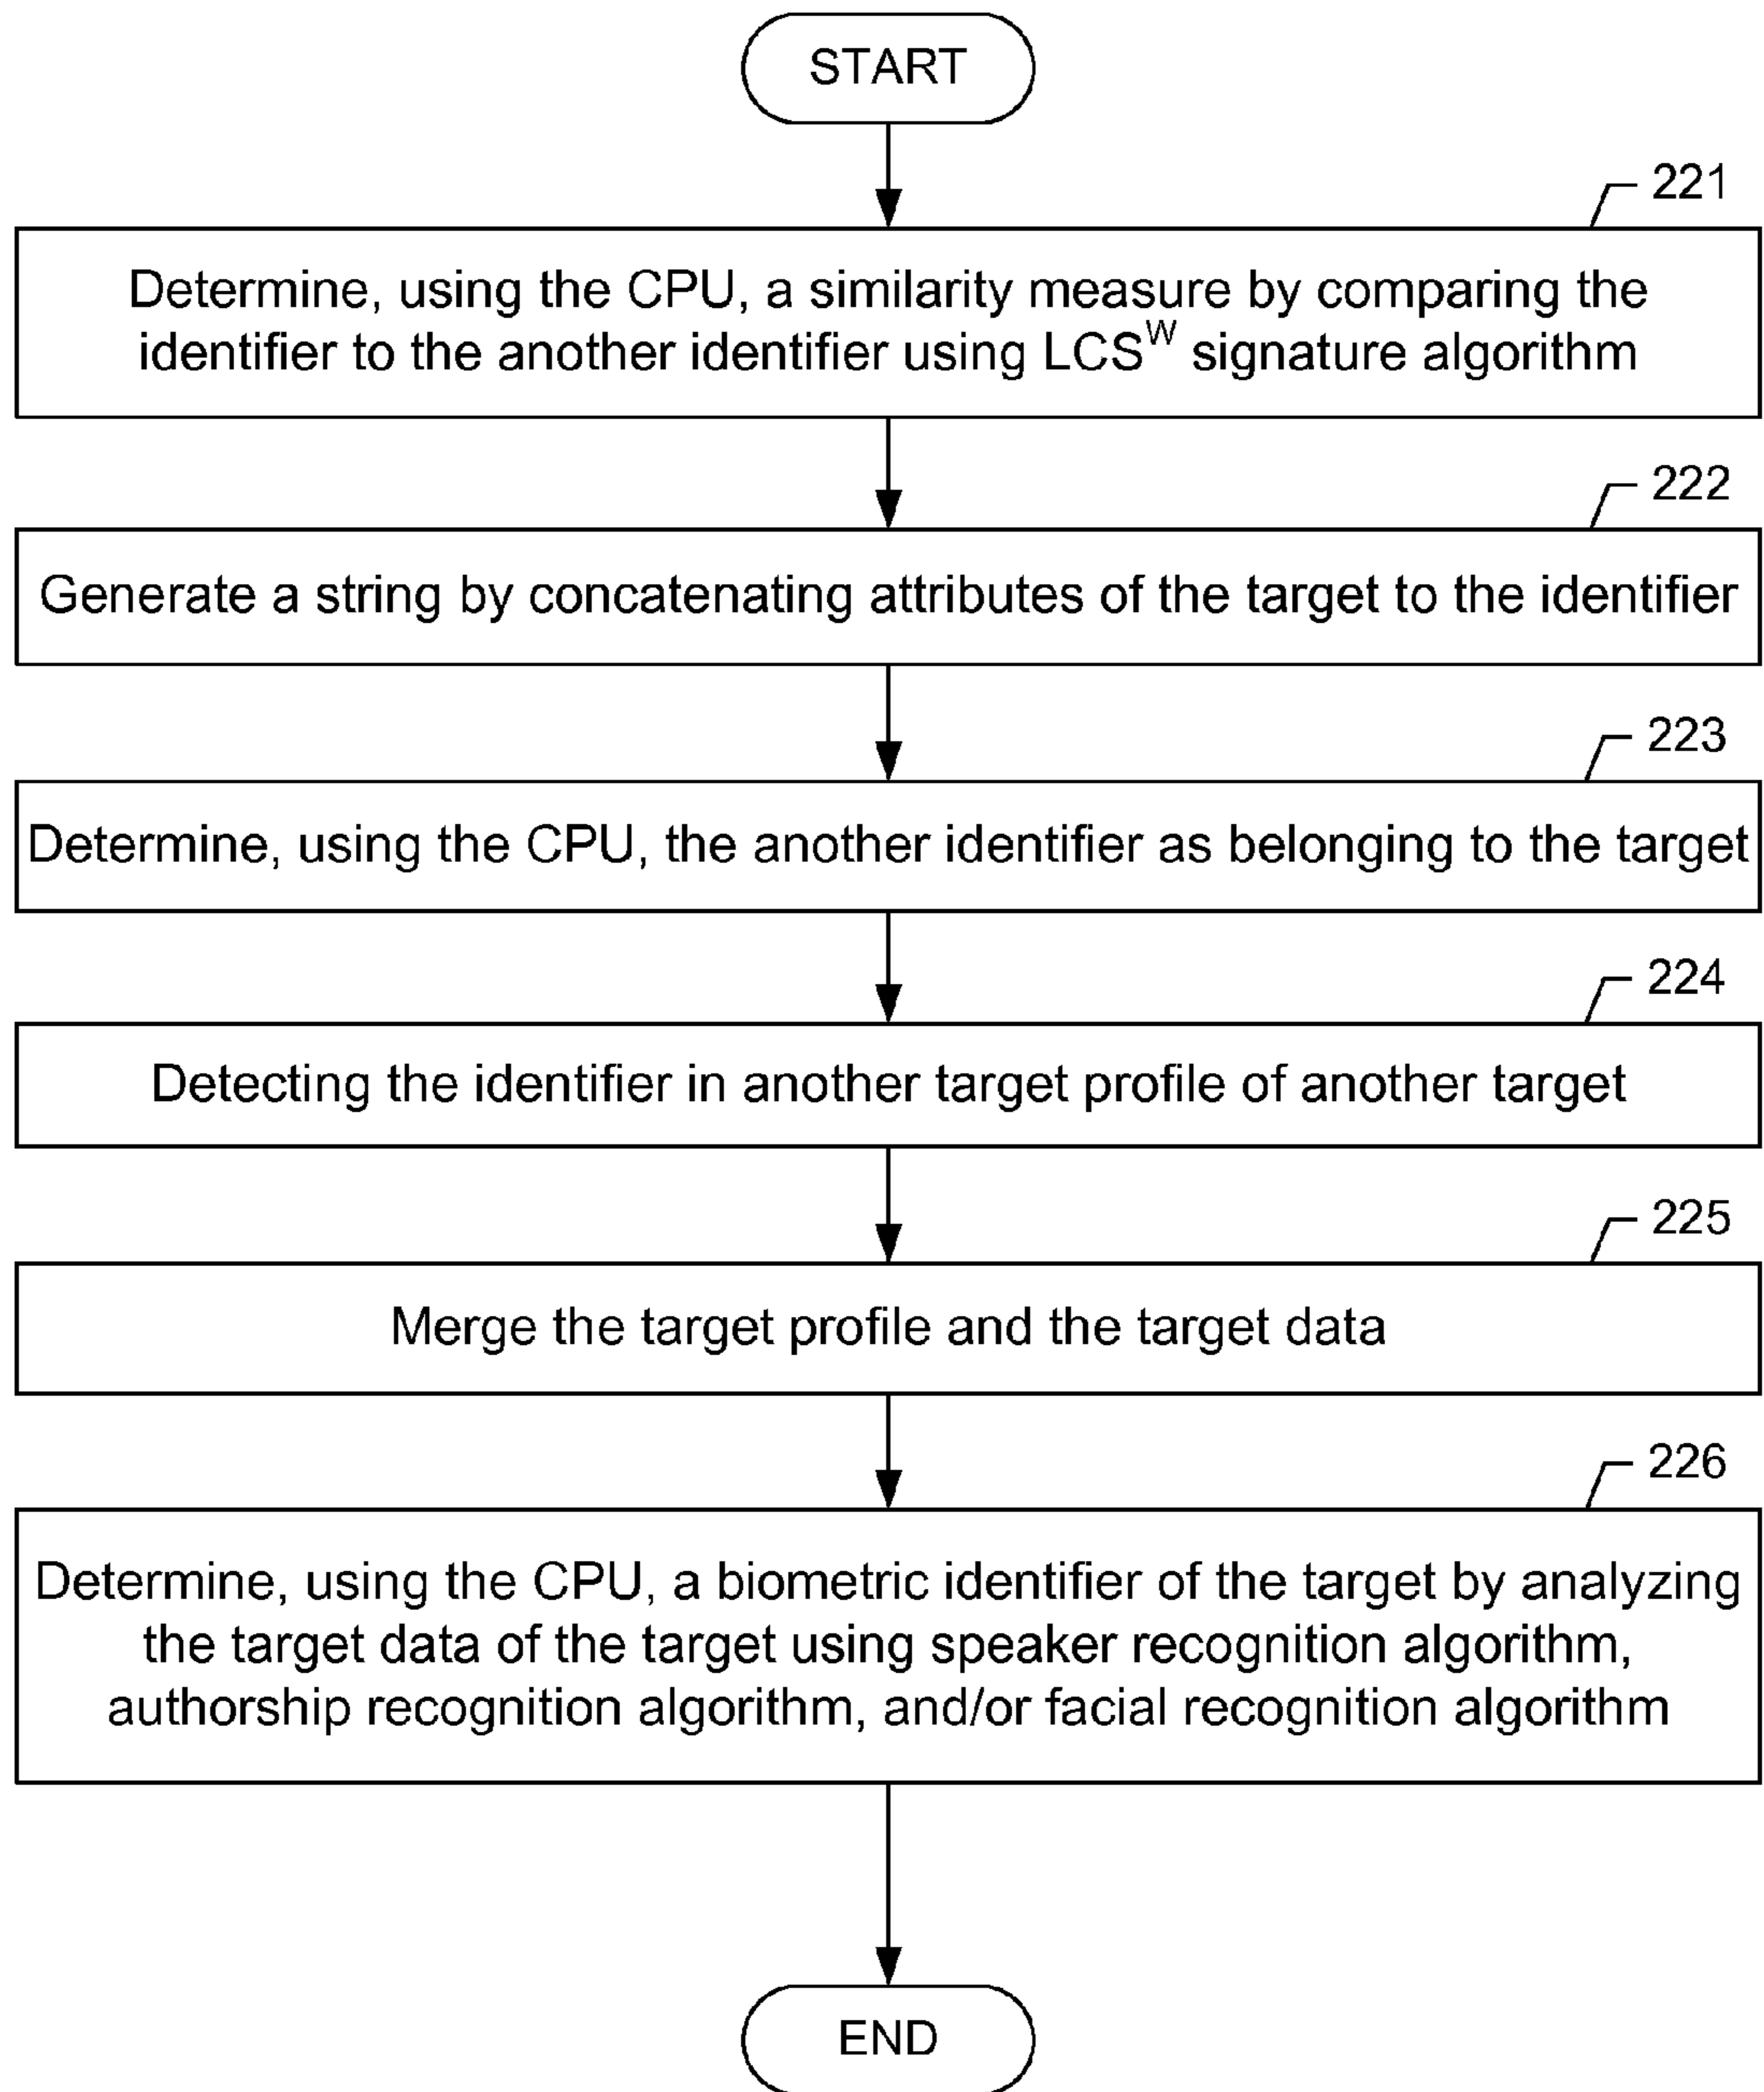 START
221
Determine, using the CPU, a similarity measure by comparing the
identifier to the another identifier using LCS^W signature algorithm
222
Generate a string by concatenating attributes of the target to the identifier
223
Determine, using the CPU, the another identifier as belonging to the target
224
Detecting the identifier in another target profile of another target
225
Merge the target profile and the target data
226
Determine, using the CPU, a biometric identifier of the target by analyzing
the target data of the target using speaker recognition algorithm,
authorship recognition algorithm, and/or facial recognition algorithm
END